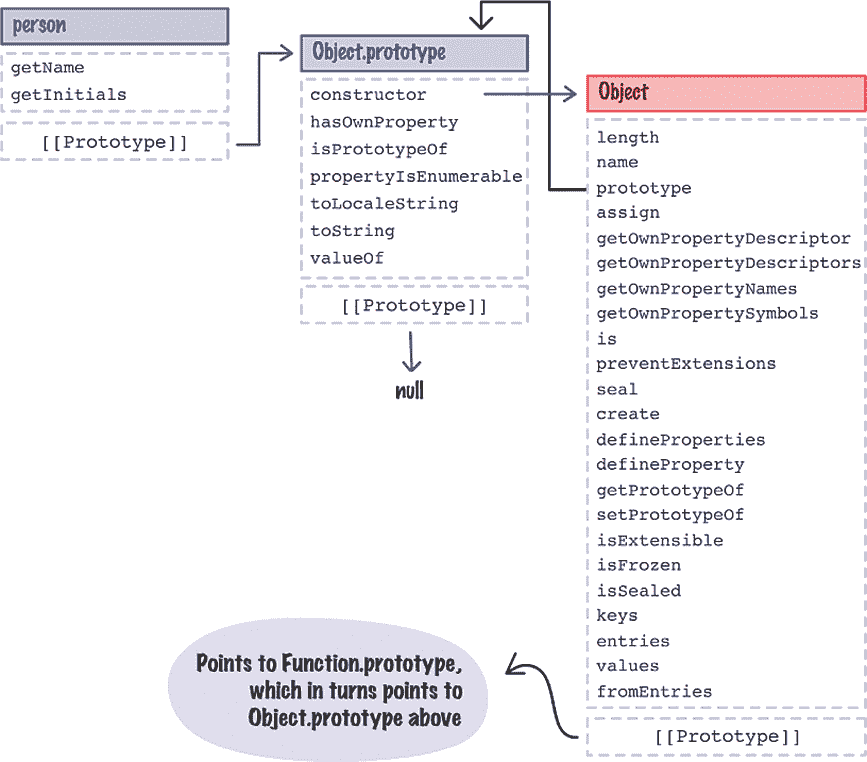 person
getName
getInitials
[[Prototype]]
Object.prototype
constructor
hasOwnProperty
isPrototypeOf
propertyIsEnumerable
toLocaleString
toString
valueOf
[[Prototype]]
null
Object
length
name
prototype
assign
getOwnPropertyDescriptor
getOwnPropertyDescriptors
getOwnPropertyNames
getOwnPropertySymbols
is
preventExtensions
seal
create
defineProperties
defineProperty
getPrototypeOf
setPrototypeOf
isExtensible
isFrozen
isSealed
keys
entries
values
fromEntries
[[Prototype]]
Points to Function.prototype,
which in turns points to
Object.prototype above